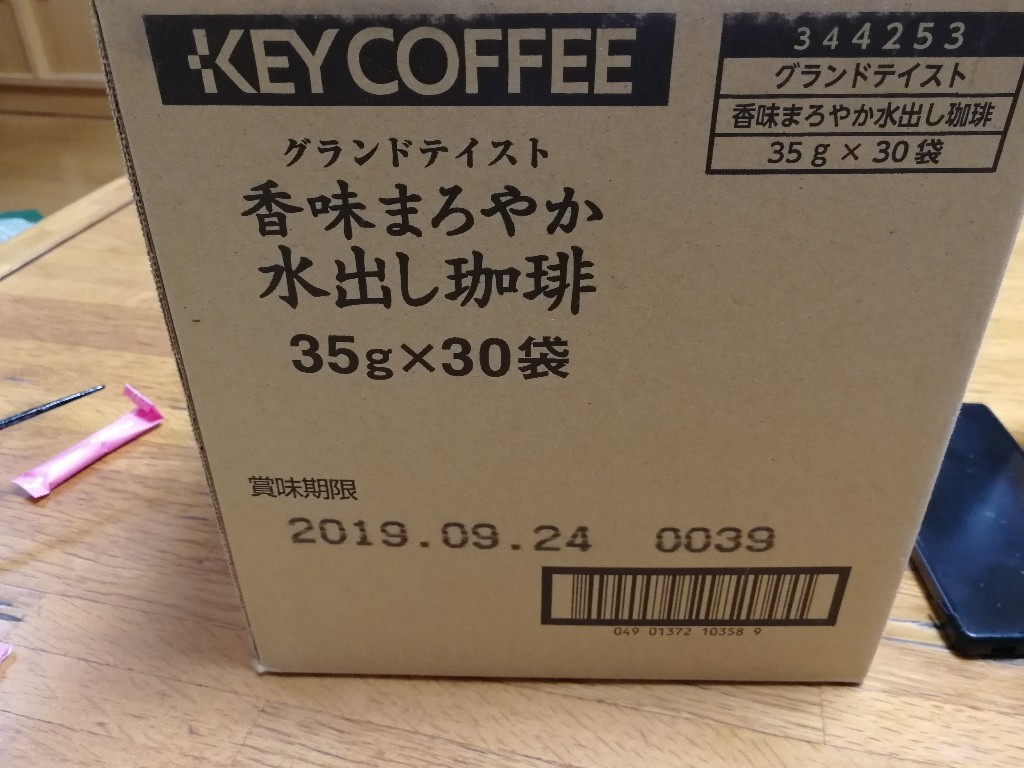 KEY COFFEE
グランドテイスト
香味まろやか
水出し珈琲
35g×30袋
344253
グランドテイスト
香味まろやか水出し珈琲
35g×30袋
賞味期限
2019.09.24 0039
049 01372 10358 9